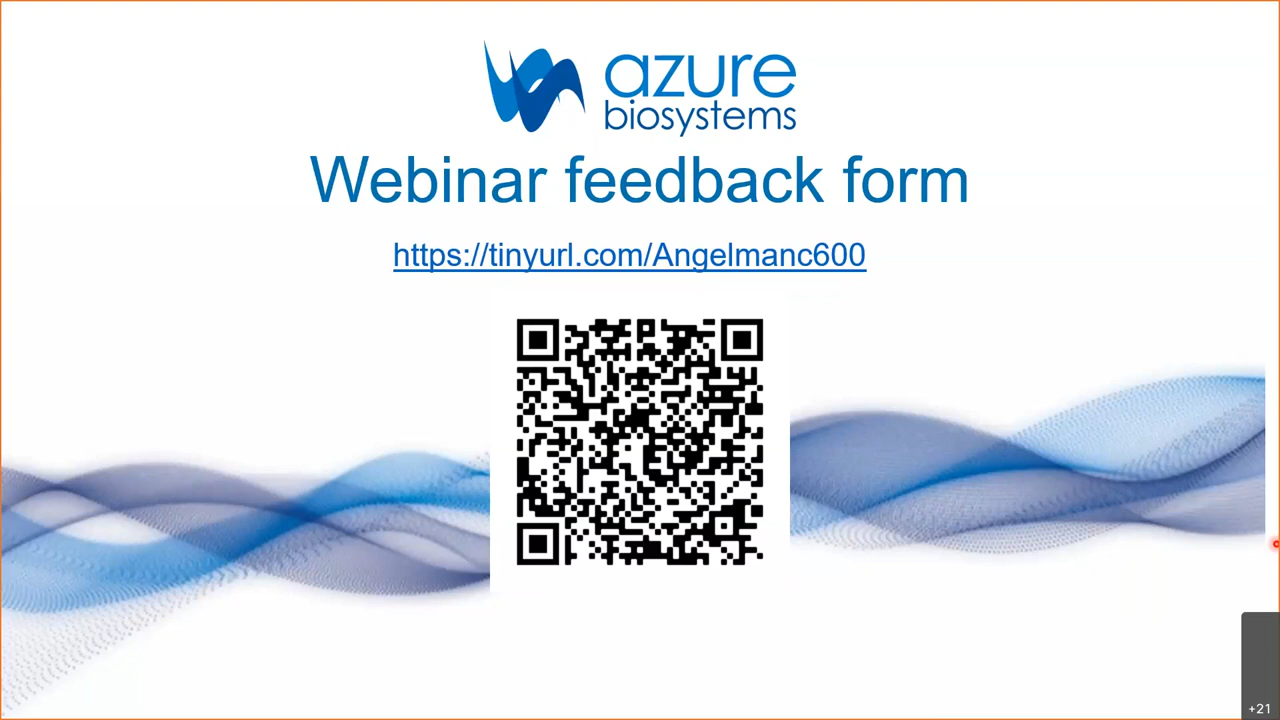 azure
biosystems
Webinar feedback form
https://tinyurl.com/Angelmanc600
+21